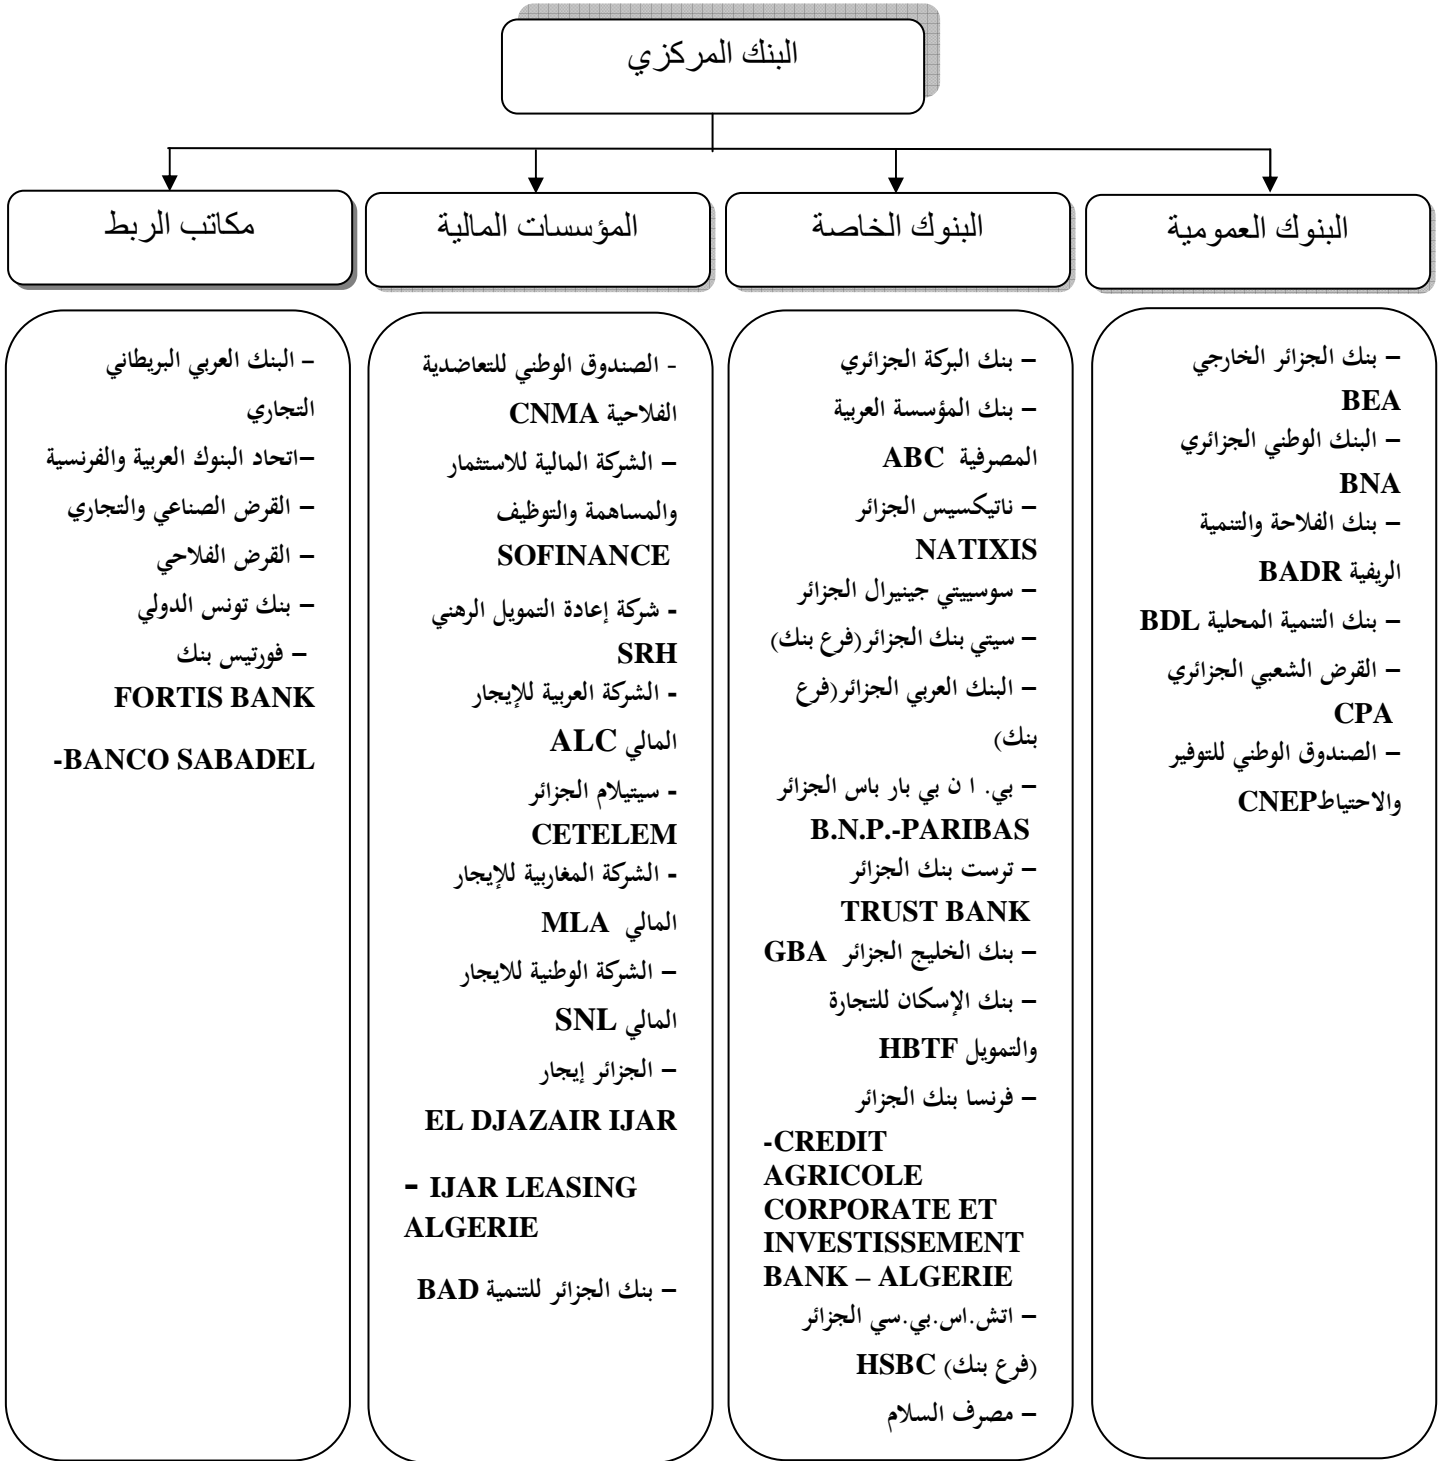 البنك المركزي
البنوك العمومية
البنوك الخاصة
المؤسسات المالية
مكاتب الربط
– بنك الجزائر الخارجي
BEA
– البنك الوطني الجزائري
BNA
– بنك الفلاحة والتنمية
الريفية BADR
– بنك التنمية المحلية BDL
– القرض الشعبي الجزائري
CPA
– الصندوق الوطني للتوفير
والاحتياطCNEP
– بنك البركة الجزائري
– بنك المؤسسة العربية
المصرفية ABC
– ناتيكسيس الجزائر
NATIXIS
– سوسييتي جينيرال الجزائر
– سيتي بنك الجزائر(فرع بنك)
– البنك العربي الجزائر(فرع
بنك)
– بي. ا ن بي بار باس الجزائر
B.N.P.-PARIBAS
– ترست بنك الجزائر
TRUST BANK
– بنك الخليج الجزائر GBA
– بنك الإسكان للتجارة
والتمويل HBTF
– فرنسا بنك الجزائر
-CREDIT
AGRICOLE
CORPORATE ET
INVESTISSEMENT
BANK – ALGERIE
– اتش.اس.بي.سي الجزائر
(فرع بنك) HSBC
– مصرف السلام
- الصندوق الوطني للتعاضدية
الفلاحية CNMA
– الشركة المالية للاستثمار
والمساهمة والتوظيف
SOFINANCE
- شركة إعادة التمويل الرهني
SRH
- الشركة العربية للإيجار
المالي ALC
- سيتيلام الجزائر
CETELEM
- الشركة المغاربية للإيجار
المالي MLA
– الشركة الوطنية للايجار
المالي SNL
– الجزائر إيجار
EL DJAZAIR IJAR
- IJAR LEASING
ALGERIE
– بنك الجزائر للتنمية BAD
– البنك العربي البريطاني
التجاري
–اتحاد البنوك العربية والفرنسية
– القرض الصناعي والتجاري
– القرض الفلاحي
– بنك تونس الدولي
– فورتيس بنك
FORTIS BANK
-BANCO SABADEL